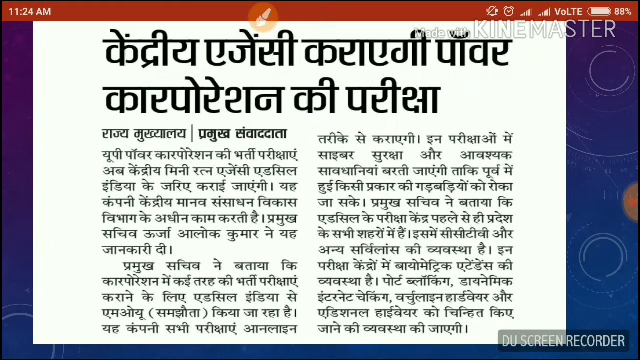 11:24 AM
VoLTE 88%
Made with KINEMASTER
केंद्रीय एजेंसी कराएगी पॉवर
कारपोरेशन की परीक्षा
राज्य मुख्यालय | प्रमुख संवाददाता
यूपी पॉवर कारपोरेशन की भर्ती परीक्षाएं
अब केंद्रीय मिनी रत्न एजेंसी एडसिल
इंडिया के जरिए कराई जाएंगी। यह
कंपनी केंद्रीय मानव संसाधन विकास
विभाग के अधीन काम करती है। प्रमुख
सचिव ऊर्जा आलोक कुमार ने यह
जानकारी दी।
प्रमुख सचिव ने बताया कि
कारपोरेशन में कई तरह की भर्ती परीक्षाएं
कराने के लिए एडसिल इंडिया से
एमओयू (समझौता) किया जा रहा है।
यह कंपनी सभी परीक्षाएं आनलाइन
तरीके से कराएगी। इन परीक्षाओं में
साइबर सुरक्षा और आवश्यक
सावधानियां बरती जाएंगी ताकि पूर्व में
हुई किसी प्रकार की गड़बड़ियों को रोका
जा सके। प्रमुख सचिव ने बताया कि
एडसिल के परीक्षा केंद्र पहले से ही प्रदेश
के सभी शहरों में हैं। इसमें सीसीटीवी और
अन्य सर्विलांस की व्यवस्था है। इन
परीक्षा केंद्रों में बायोमेट्रिक एटेंडेंस की
व्यवस्था है। पोर्ट ब्लॉकिंग, डायनेमिक
इंटरनेट चेकिंग, वर्चुलाइन हार्डवेयर और
एडिशनल हार्डवेयर को चिन्हित किए
जाने की व्यवस्था की जाएगी।
DU SCREEN RECORDER